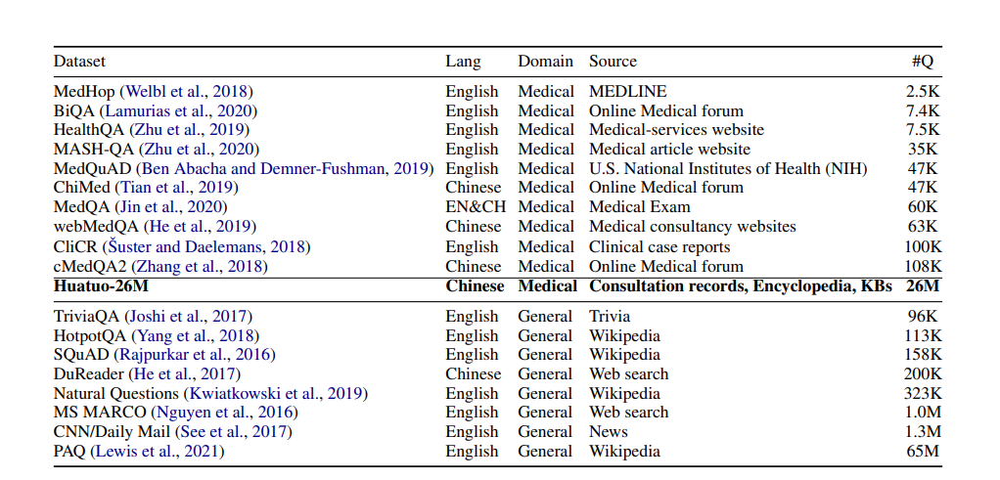 Dataset Lang Domain Source #Q
MedHop (Welbl et al., 2018) English Medical MEDLINE 2.5K
BiQA (Lamurias et al., 2020) English Medical Online Medical forum 7.4K
HealthQA (Zhu et al., 2019) English Medical Medical-services website 7.5K
MASH-QA (Zhu et al., 2020) English Medical Medical article website 35K
MedQuAD (Ben Abacha and Demner-Fushman, 2019) English Medical U.S. National Institutes of Health (NIH) 47K
ChiMed (Tian et al., 2019) Chinese Medical Online Medical forum 47K
MedQA (Jin et al., 2020) EN&CH Medical Medical Exam 60K
webMedQA (He et al., 2019) Chinese Medical Medical consultancy websites 63K
CliCR (Šuster and Daelemans, 2018) English Medical Clinical case reports 100K
cMedQA2 (Zhang et al., 2018) Chinese Medical Online Medical forum 108K
Huatuo-26M Chinese Medical Consultation records, Encyclopedia, KBs 26M
TriviaQA (Joshi et al., 2017) English General Trivia 96K
HotpotQA (Yang et al., 2018) English General Wikipedia 113K
SQuAD (Rajpurkar et al., 2016) English General Wikipedia 158K
DuReader (He et al., 2017) Chinese General Web search 200K
Natural Questions (Kwiatkowski et al., 2019) English General Wikipedia 323K
MS MARCO (Nguyen et al., 2016) English General Web search 1.0M
CNN/Daily Mail (See et al., 2017) English General News 1.3M
PAQ (Lewis et al., 2021) English General Wikipedia 65M